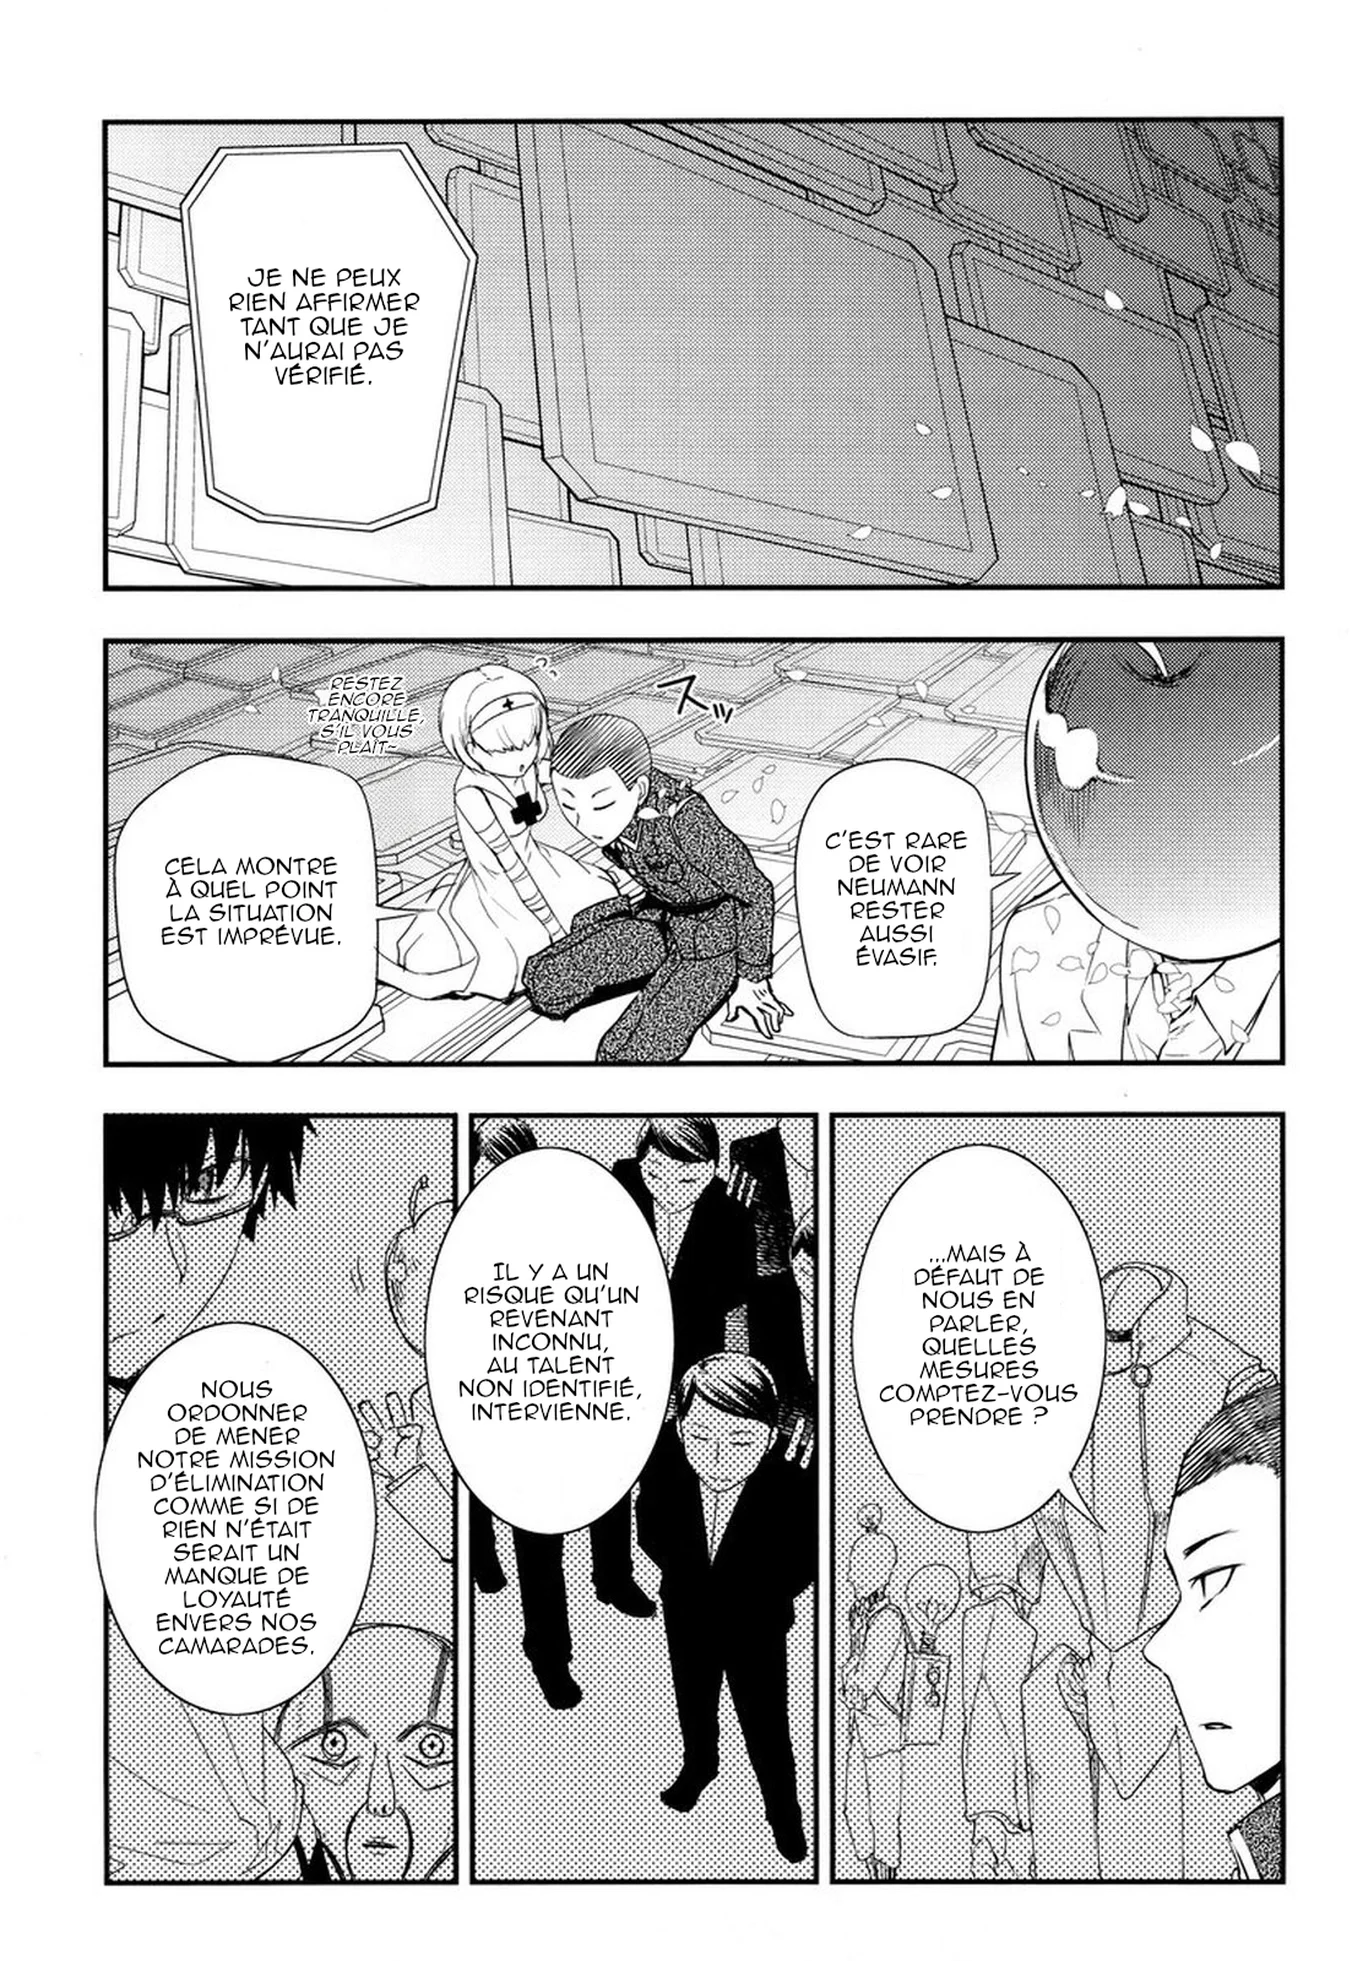 JE NE PEUX
RIEN AFFIRMER
TANT QUE JE
N'AURAI PAS
VÉRIFIÉ.
C'EST RARE
DE VOIR
NEUMANN
RESTER
AUSSI
ÉVASIF.
スッ
RESTEZ
ENCORE
TRANQUILLE,
S'IL VOUS
PLAÎT~
CELA MONTRE
À QUEL POINT
LA SITUATION
EST IMPRÉVUE.
...MAIS À
DÉFAUT DE
NOUS EN
PARLER,
QUELLES
MESURES
COMPTEZ-VOUS
PRENDRE ?
IL Y A UN
RISQUE QU'UN
REVENANT
INCONNU,
AU TALENT
NON IDENTIFIÉ,
INTERVIENNE.
NOUS
ORDONNER
DE MENER
NOTRE MISSION
D'ÉLIMINATION
COMME SI DE
RIEN N'ÉTAIT
SERAIT UN
MANQUE DE
LOYAUTÉ
ENVERS NOS
CAMARADES.